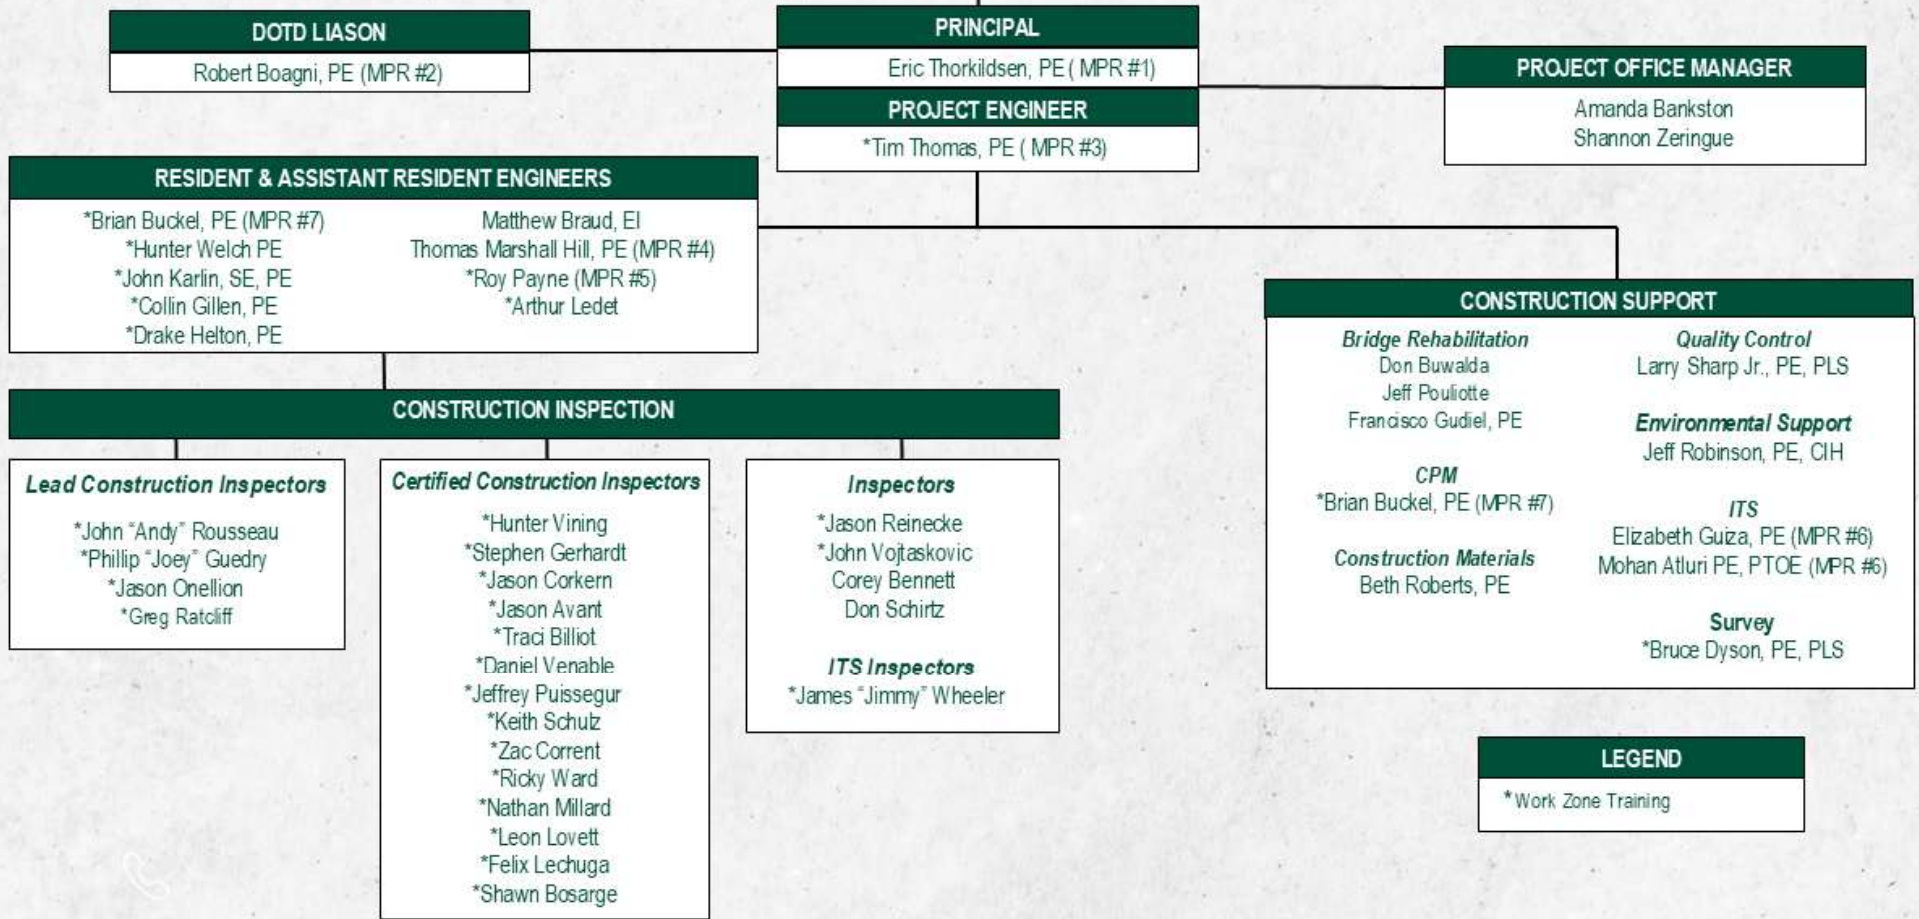 DOTD LIASON
Robert Boagni, PE (MPR #2)
PRINCIPAL
Eric Thorkildsen, PE ( MPR #1)
PROJECT ENGINEER
*Tim Thomas, PE ( MPR #3)
PROJECT OFFICE MANAGER
Amanda Bankston
Shannon Zeringue
RESIDENT & ASSISTANT RESIDENT ENGINEERS
*Brian Buckel, PE (MPR #7)
*Hunter Welch PE
*John Karlin, SE, PE
*Collin Gillen, PE
*Drake Helton, PE
Matthew Braud, EI
Thomas Marshall Hill, PE (MPR #4)
*Roy Payne (MPR #5)
*Arthur Ledet
CONSTRUCTION INSPECTION
Lead Construction Inspectors
*John “Andy” Rousseau
*Phillip “Joey” Guedry
*Jason Onellion
*Greg Ratcliff
Certified Construction Inspectors
*Hunter Vining
*Stephen Gerhardt
*Jason Corkern
*Jason Avant
*Traci Billiot
*Daniel Venable
*Jeffrey Puissegur
*Keith Schulz
*Zac Corrent
*Ricky Ward
*Nathan Millard
*Leon Lovett
*Felix Lechuga
*Shawn Bosarge
Inspectors
*Jason Reinecke
*John Vojtaskovic
Corey Bennett
Don Schirtz
ITS Inspectors
*James “Jimmy” Wheeler
CONSTRUCTION SUPPORT
Bridge Rehabilitation
Don Buwalda
Jeff Pouliotte
Francisco Gudiel, PE
CPM
*Brian Buckel, PE (MPR #7)
Construction Materials
Beth Roberts, PE
Quality Control
Larry Sharp Jr., PE, PLS
Environmental Support
Jeff Robinson, PE, CIH
ITS
Elizabeth Guiza, PE (MPR #6)
Mohan Atluri PE, PTOE (MPR #6)
Survey
*Bruce Dyson, PE, PLS
LEGEND
*Work Zone Training